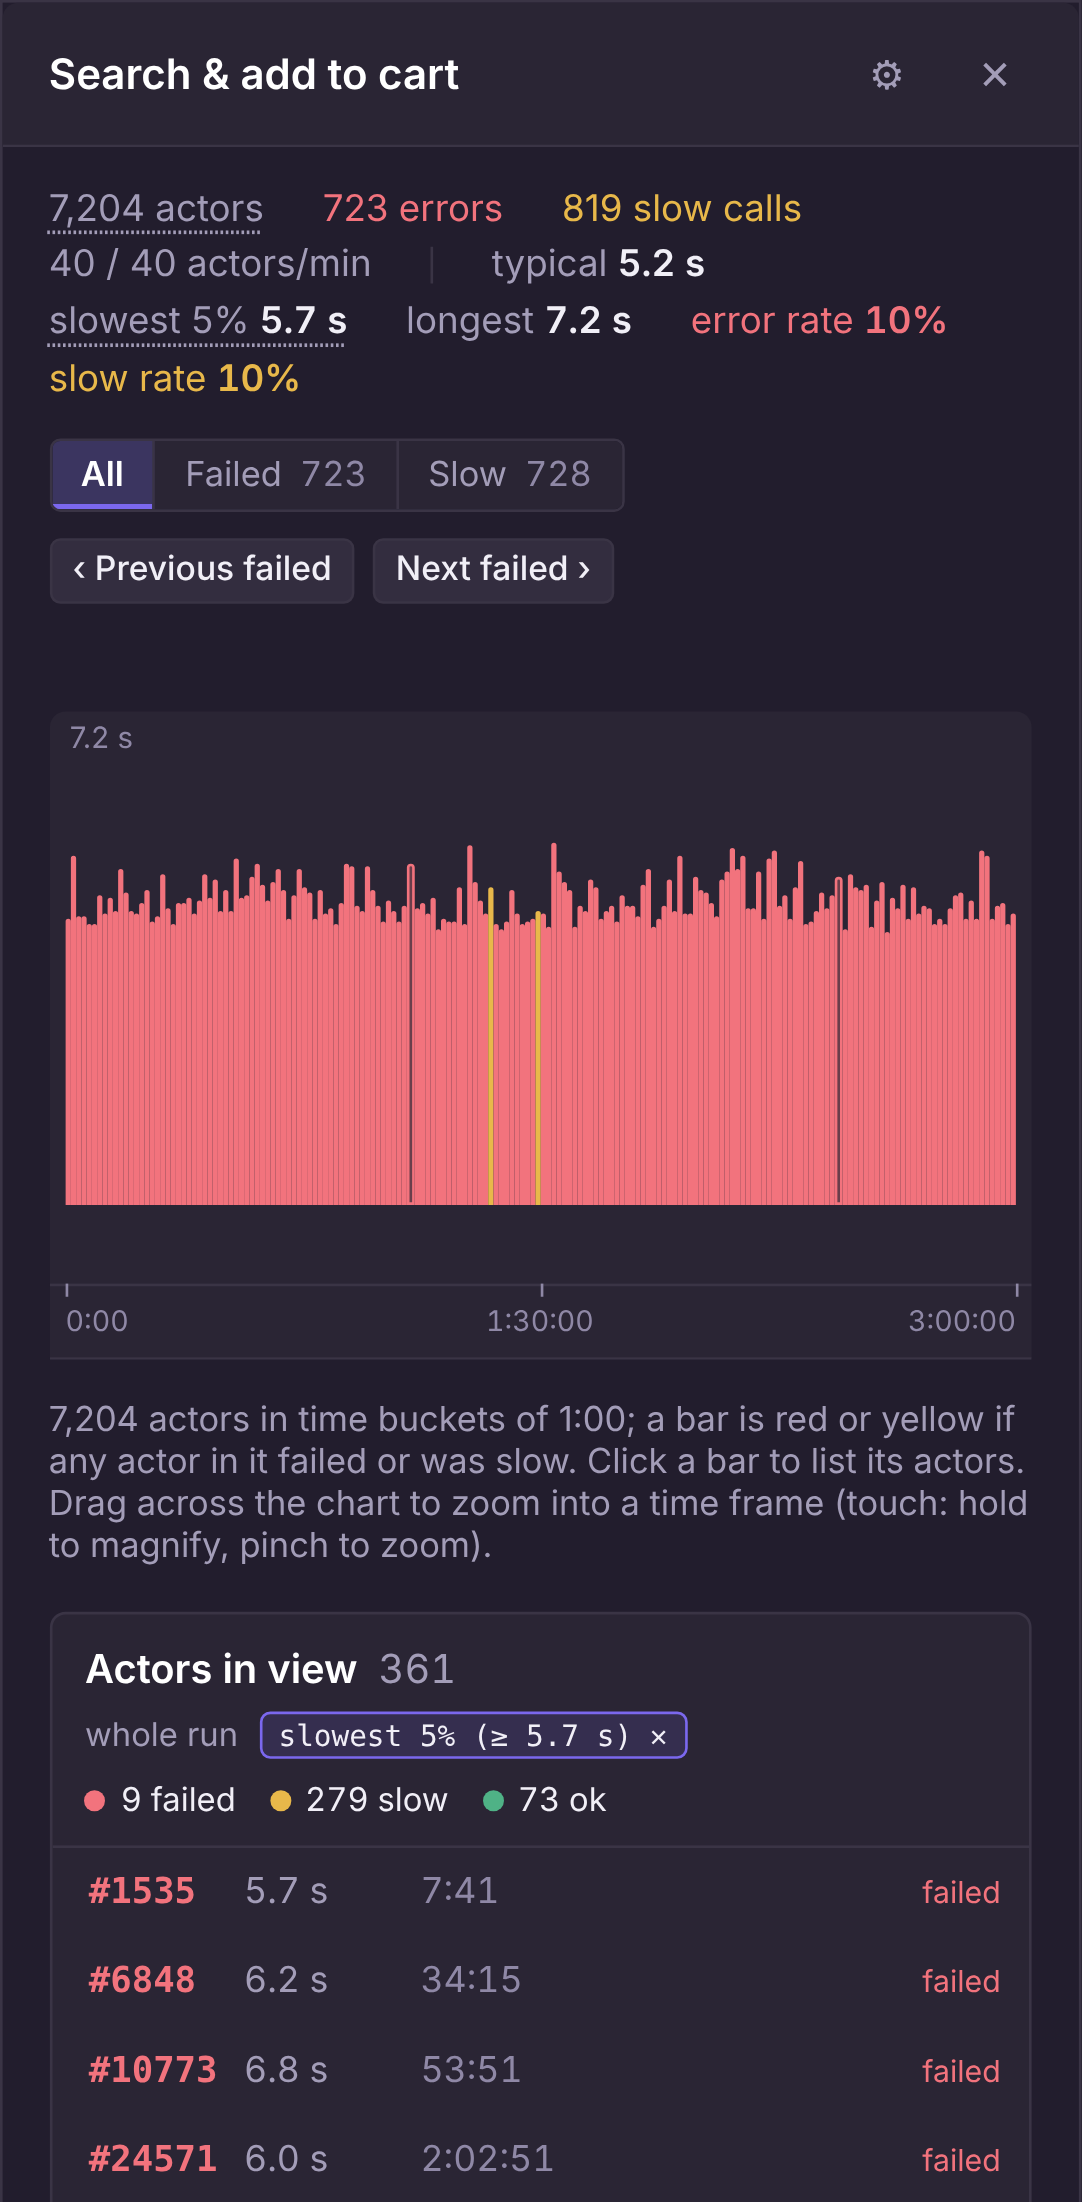 Search & add to cart ⚙ ✕
7,204 actors 723 errors 819 slow calls
40 / 40 actors/min typical 5.2 s
slowest 5% 5.7 s longest 7.2 s error rate 10%
slow rate 10%
All Failed 723 Slow 728
‹ Previous failed Next failed ›
7.2 s
0:00 1:30:00 3:00:00
7,204 actors in time buckets of 1:00; a bar is red or yellow if
any actor in it failed or was slow. Click a bar to list its actors.
Drag across the chart to zoom into a time frame (touch: hold
to magnify, pinch to zoom).
Actors in view 361
whole run slowest 5% (≥ 5.7 s) ×
9 failed 279 slow 73 ok
#1535 5.7 s 7:41 failed
#6848 6.2 s 34:15 failed
#10773 6.8 s 53:51 failed
#24571 6.0 s 2:02:51 failed